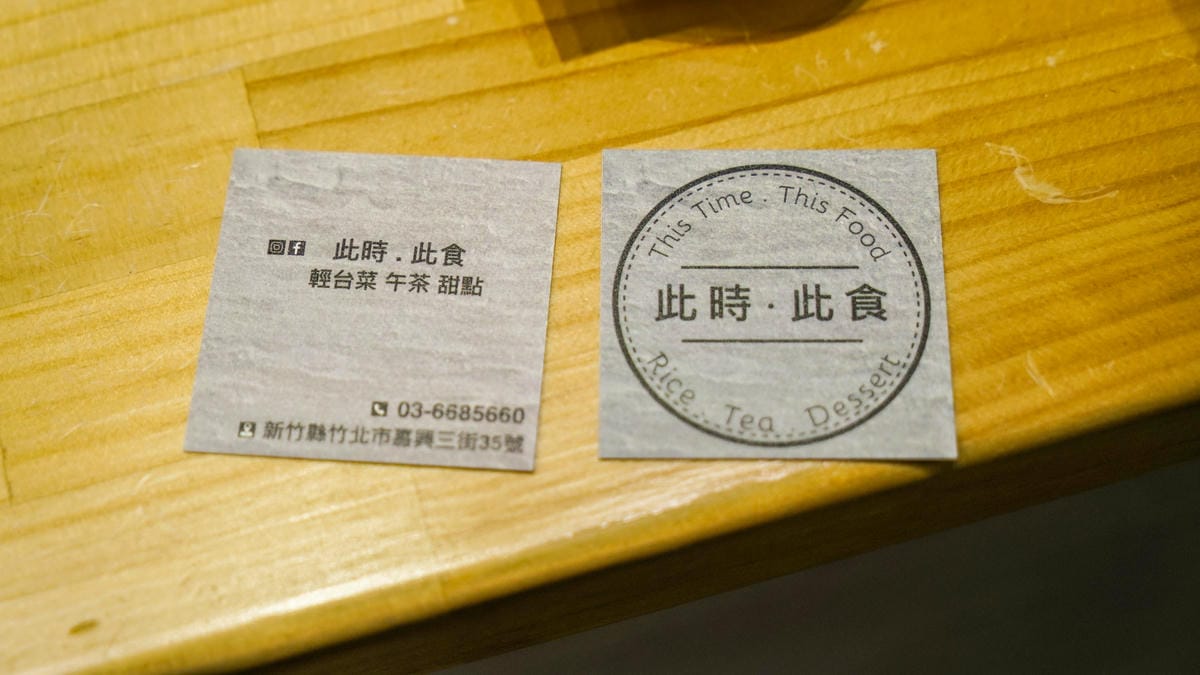 此時．此食
輕台菜 午茶 甜點
03-6685660
新竹縣竹北市嘉興三街35號
This Time . This Food
此時·此食
Rice . Tea . Dessert